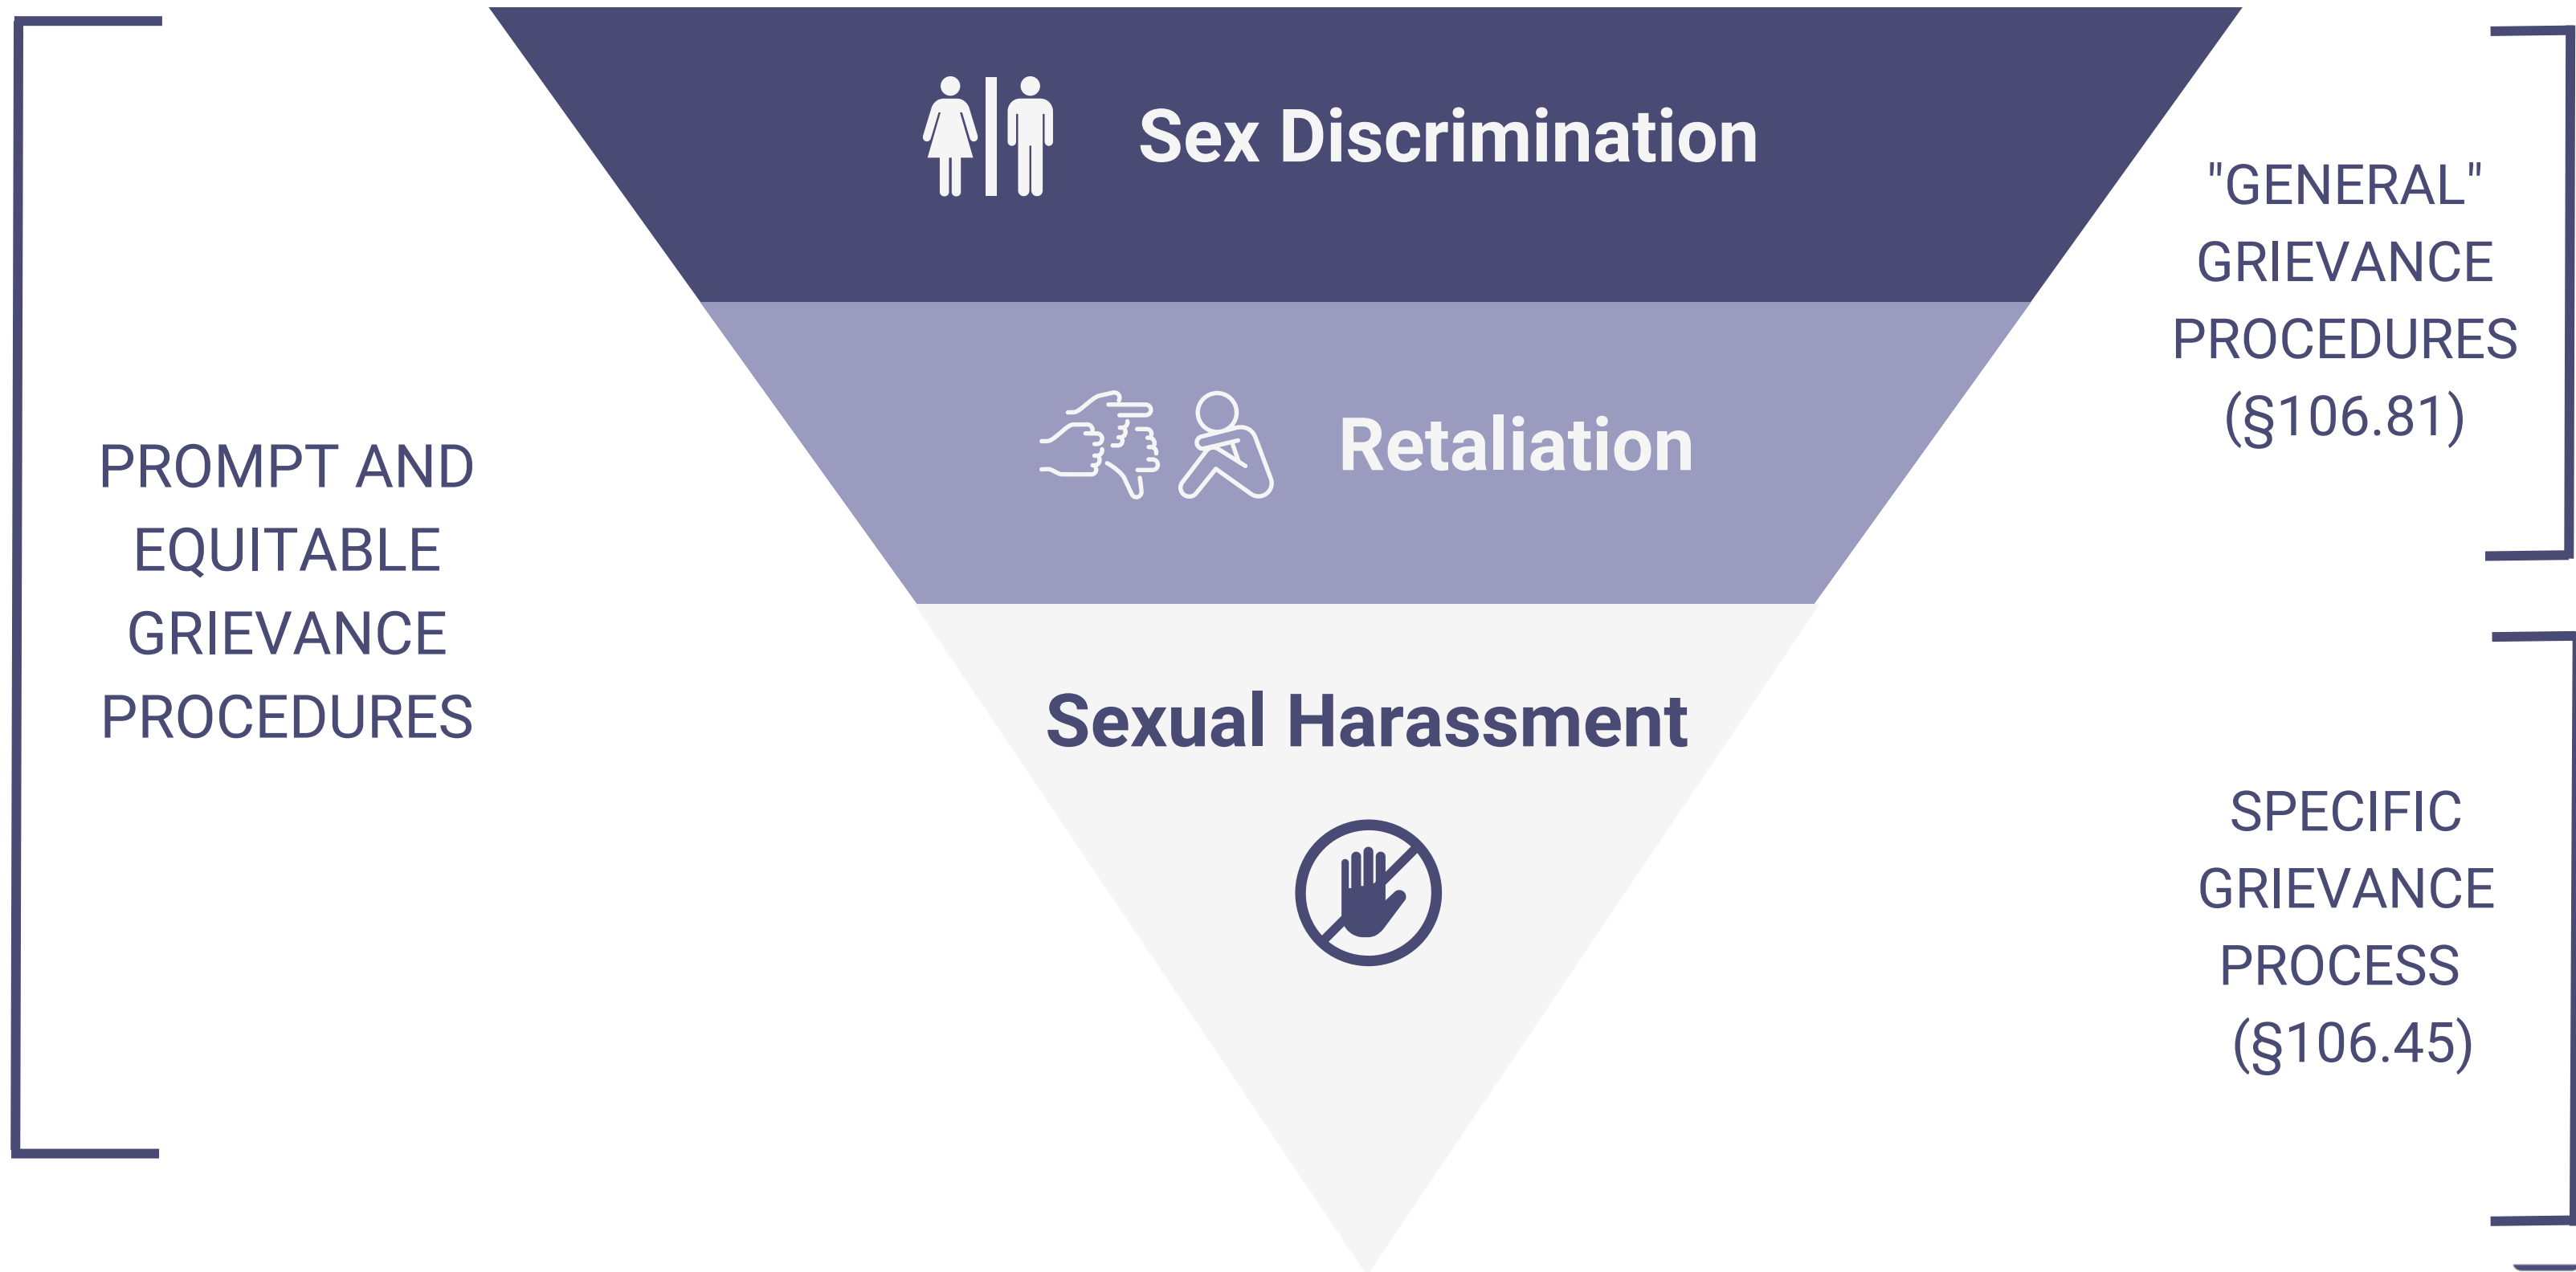 Sex Discrimination
Retaliation
Sexual Harassment
PROMPT AND
EQUITABLE
GRIEVANCE
PROCEDURES
"GENERAL"
GRIEVANCE
PROCEDURES
(§106.81)
SPECIFIC
GRIEVANCE
PROCESS
(§106.45)